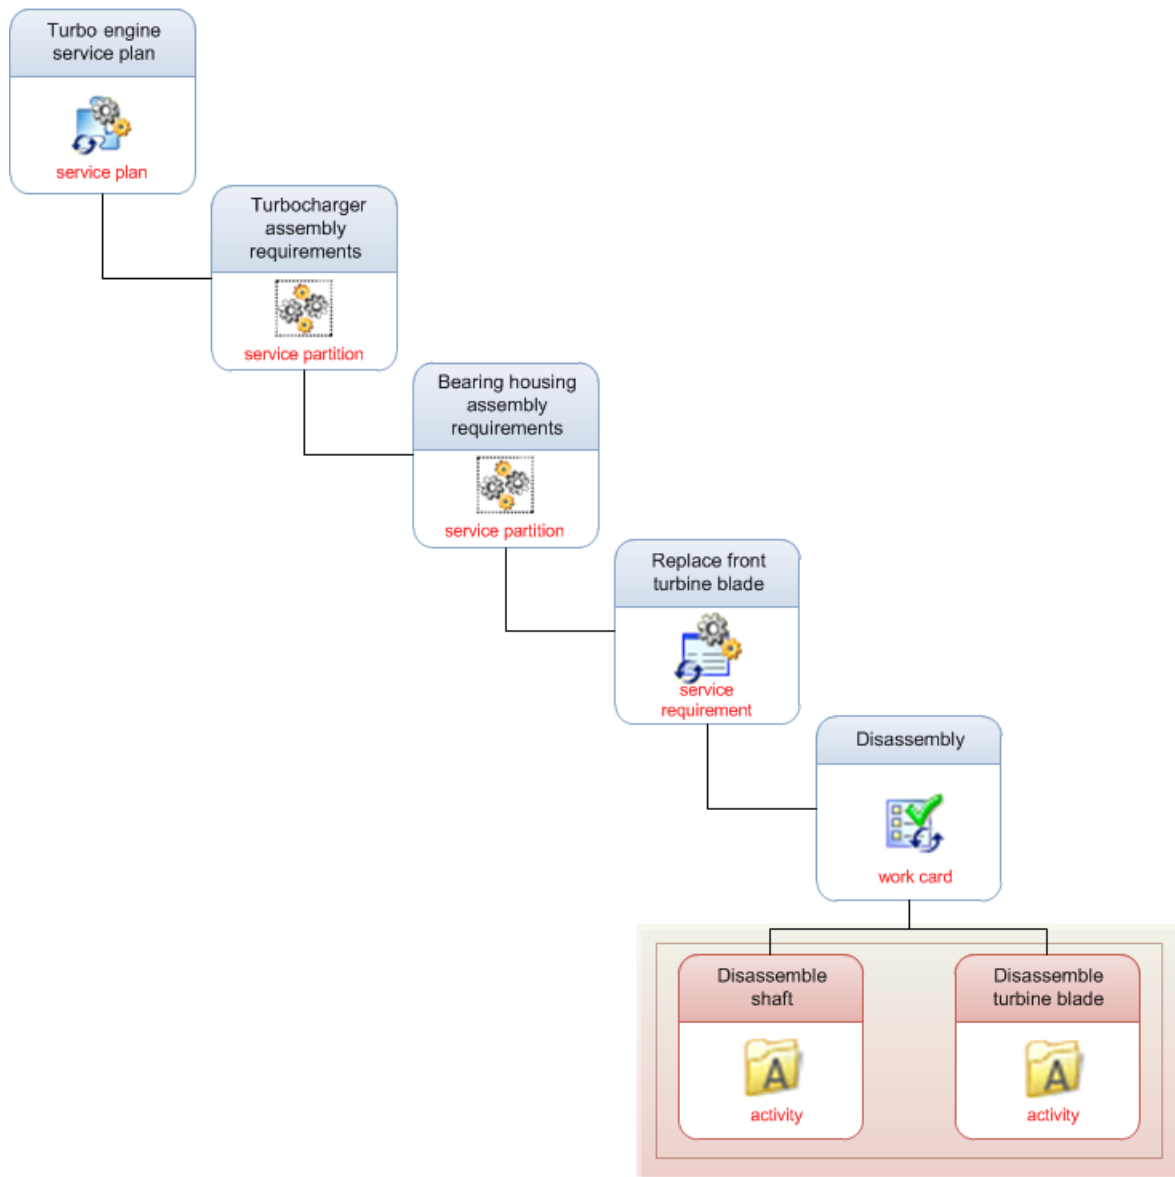 Turbo engine
service plan
service plan
Turbocharger
assembly
requirements
service partition
Bearing housing
assembly
requirements
service partition
Replace front
turbine blade
service
requirement
Disassembly
work card
Disassemble
shaft
A
activity
Disassemble
turbine blade
A
activity